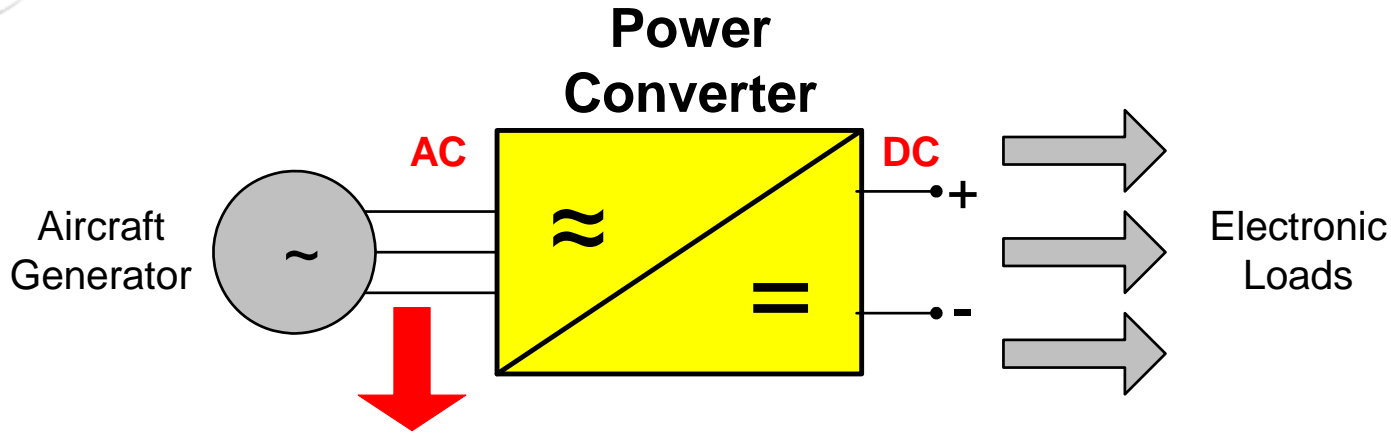 Power
Converter
AC
DC
+
Aircraft
Generator
~
≈
=
-
Electronic
Loads